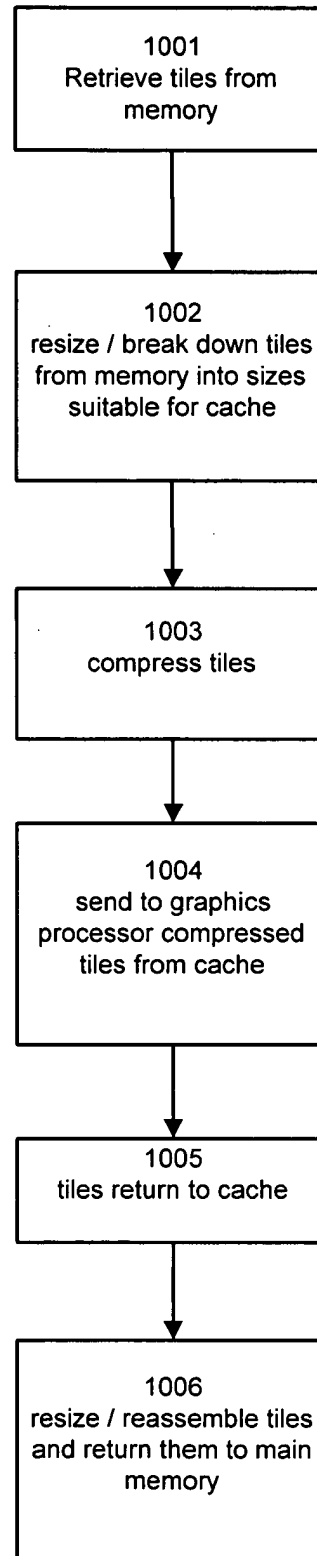 1001
Retrieve tiles from
memory
1002
resize / break down tiles
from memory into sizes
suitable for cache
1003
compress tiles
1004
send to graphics
processor compressed
tiles from cache
1005
tiles return to cache
1006
resize / reassemble tiles
and return them to main
memory